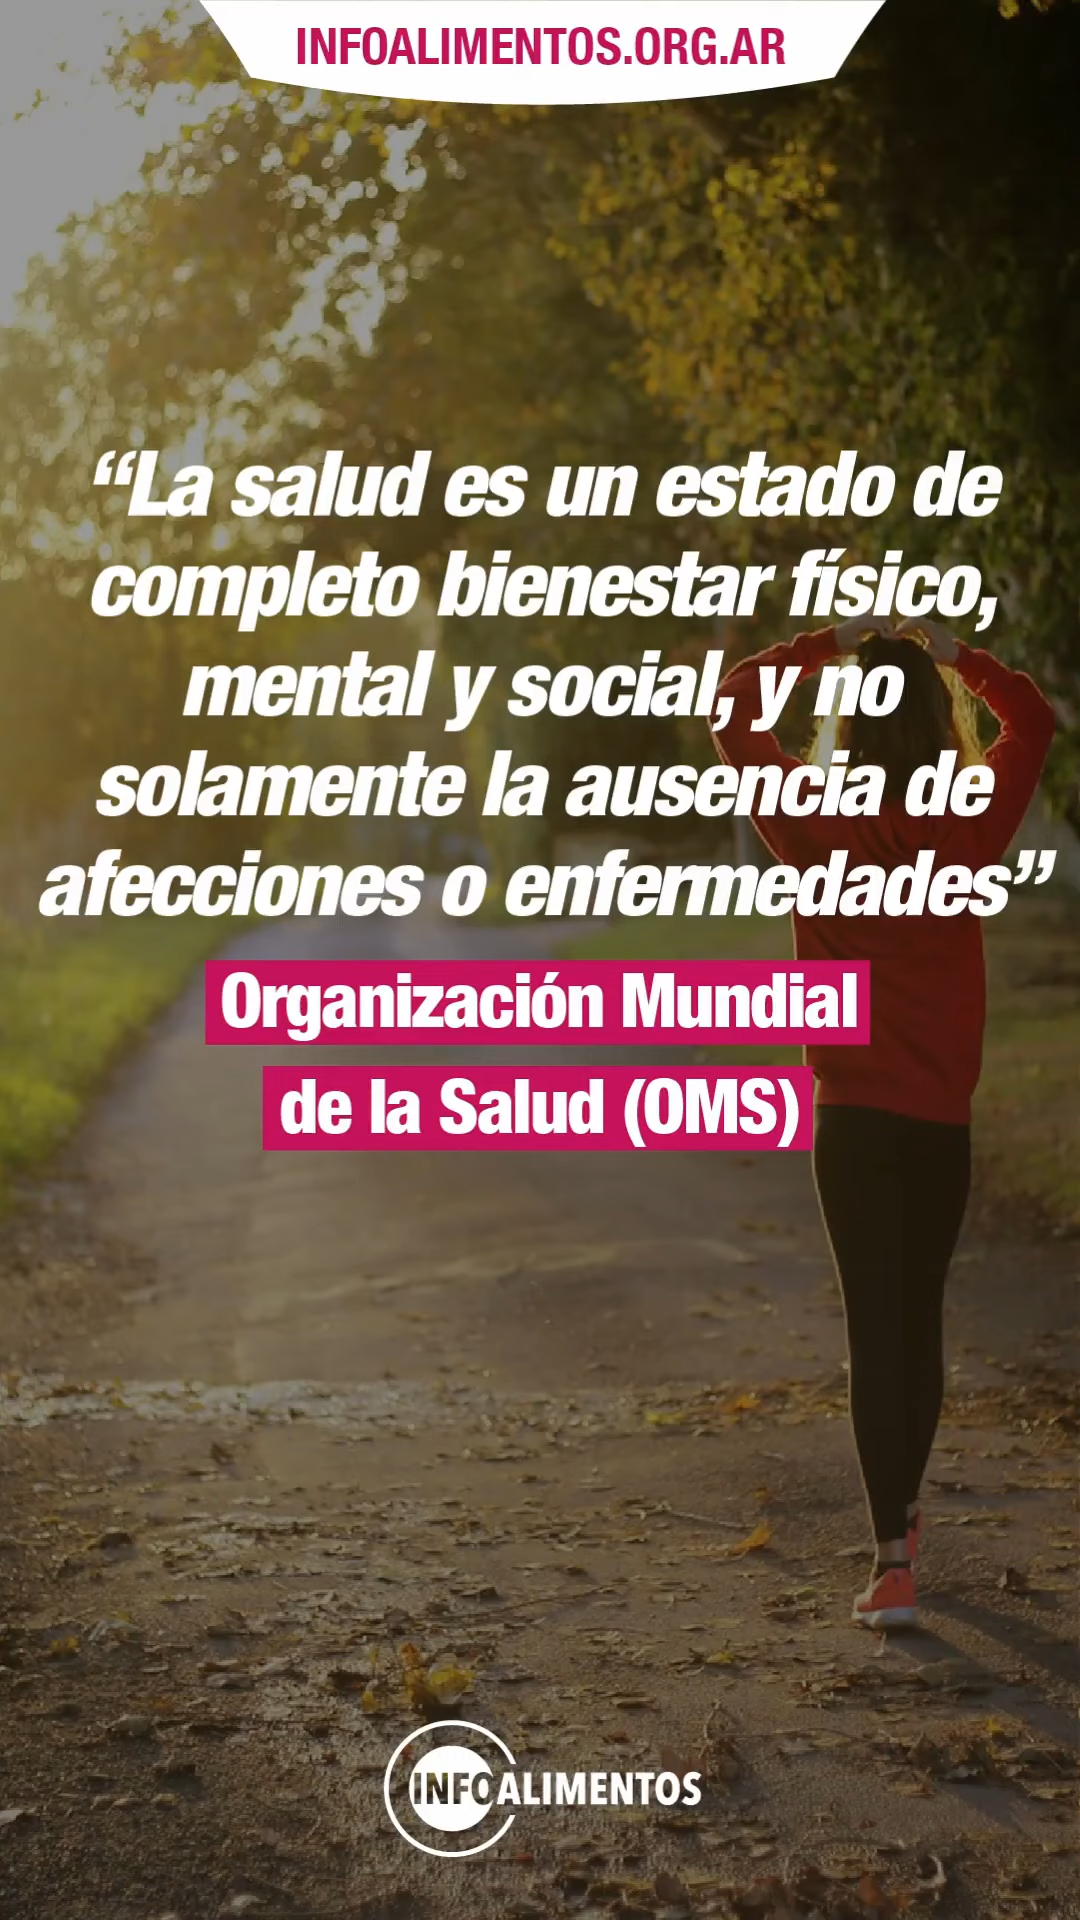 INFOALIMENTOS.ORG.AR
“La salud es un estado de
completo bienestar físico,
mental y social, y no
solamente la ausencia de
afecciones o enfermedades”
Organización Mundial
de la Salud (OMS)
INFOALIMENTOS